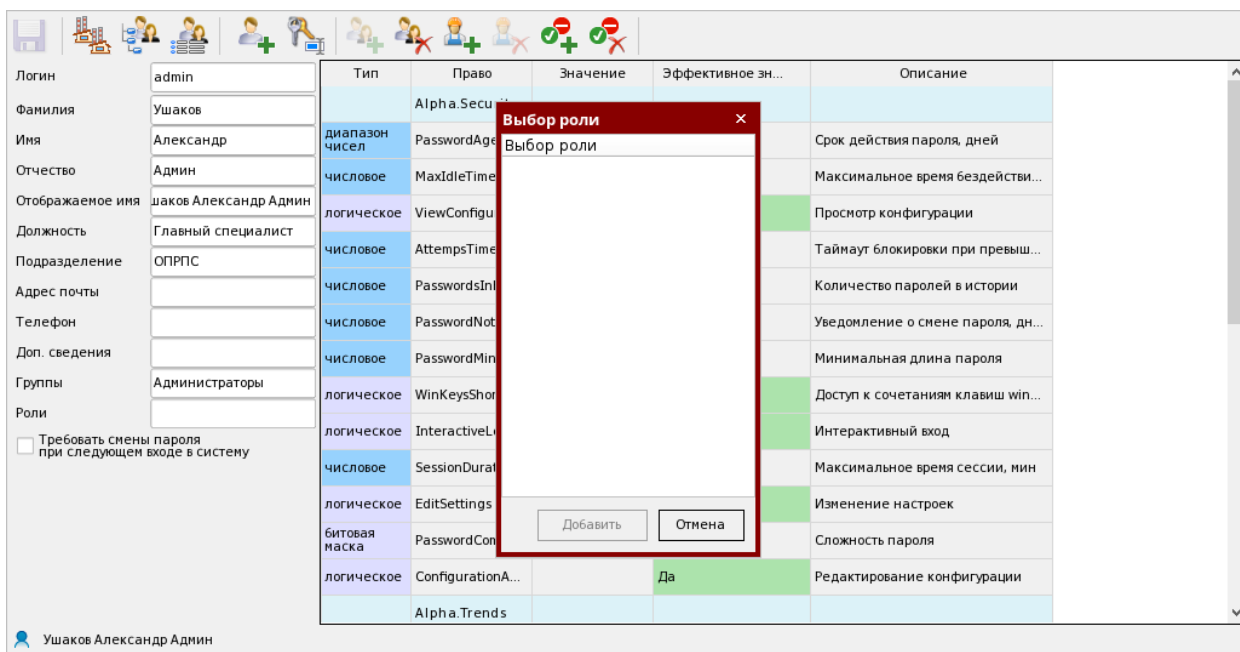 Логин admin
Фамилия Ушаков
Имя Александр
Отчество Админ
Отображаемое имя шаков Александр Админ
Должность Главный специалист
Подразделение ОПРПС
Адрес почты
Телефон
Доп. сведения
Группы Администраторы
Роли
Требовать смены пароля
при следующем входе в систему
Тип Право Значение Эффективное зн... Описание
Alpha.Secu
диапазон
чисел PasswordAge Срок действия пароля, дней
числовое MaxIdleTime Максимальное время бездействи...
логическое ViewConfigu Просмотр конфигурации
числовое AttempsTime Таймаут блокировки при превыш...
числовое PasswordsInl Количество паролей в истории
числовое PasswordNot Уведомление о смене пароля, дн...
числовое PasswordMin Минимальная длина пароля
логическое WinKeysShor Доступ к сочетаниям клавиш win...
логическое InteractiveL Интерактивный вход
числовое SessionDurat Максимальное время сессии, мин
логическое EditSettings Изменение настроек
битовая
маска PasswordCom Сложность пароля
логическое ConfigurationA... Да Редактирование конфигурации
Alpha.Trends
Выбор роли ×
Выбор роли
Добавить Отмена
Ушаков Александр Админ